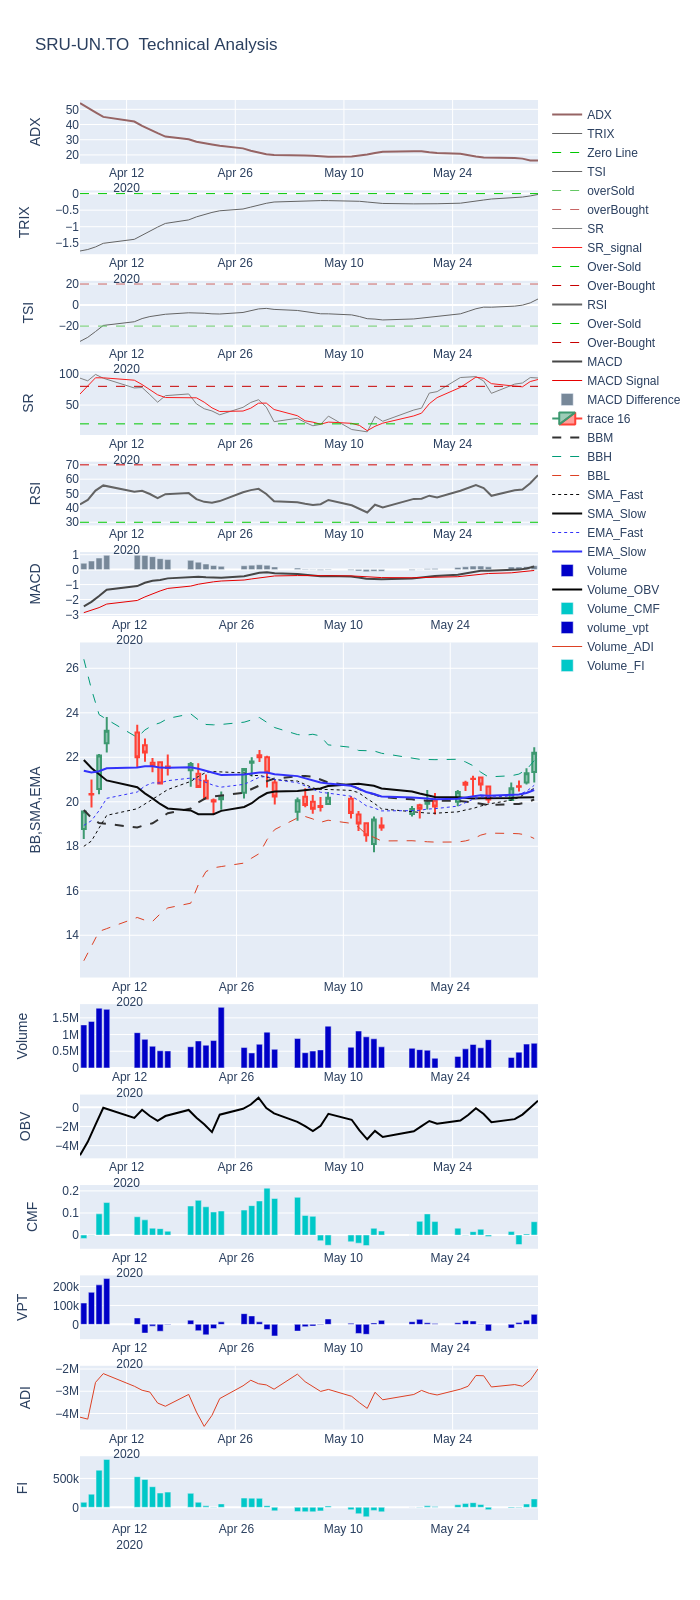 SRU-UN.TO  Technical Analysis
ADX
50
40
30
20
Apr 12
2020
Apr 26
May 10
May 24
TRIX
0
−0.5
−1
−1.5
Apr 12
2020
Apr 26
May 10
May 24
TSI
20
0
−20
Apr 12
2020
Apr 26
May 10
May 24
SR
100
50
Apr 12
2020
Apr 26
May 10
May 24
RSI
70
60
50
40
30
Apr 12
2020
Apr 26
May 10
May 24
MACD
1
0
−1
−2
−3
Apr 12
2020
Apr 26
May 10
May 24
BB,SMA,EMA
26
24
22
20
18
16
14
Apr 12
2020
Apr 26
May 10
May 24
Volume
1.5M
1M
0.5M
0
Apr 12
2020
Apr 26
May 10
May 24
OBV
0
−2M
−4M
Apr 12
2020
Apr 26
May 10
May 24
CMF
0.2
0.1
0
Apr 12
2020
Apr 26
May 10
May 24
VPT
200k
100k
0
Apr 12
2020
Apr 26
May 10
May 24
ADI
−2M
−3M
−4M
Apr 12
2020
Apr 26
May 10
May 24
FI
500k
0
Apr 12
2020
Apr 26
May 10
May 24
ADX
TRIX
Zero Line
TSI
overSold
overBought
SR
SR_signal
Over-Sold
Over-Bought
RSI
Over-Sold
Over-Bought
MACD
MACD Signal
MACD Difference
trace 16
BBM
BBH
BBL
SMA_Fast
SMA_Slow
EMA_Fast
EMA_Slow
Volume
Volume_OBV
Volume_CMF
volume_vpt
Volume_ADI
Volume_FI